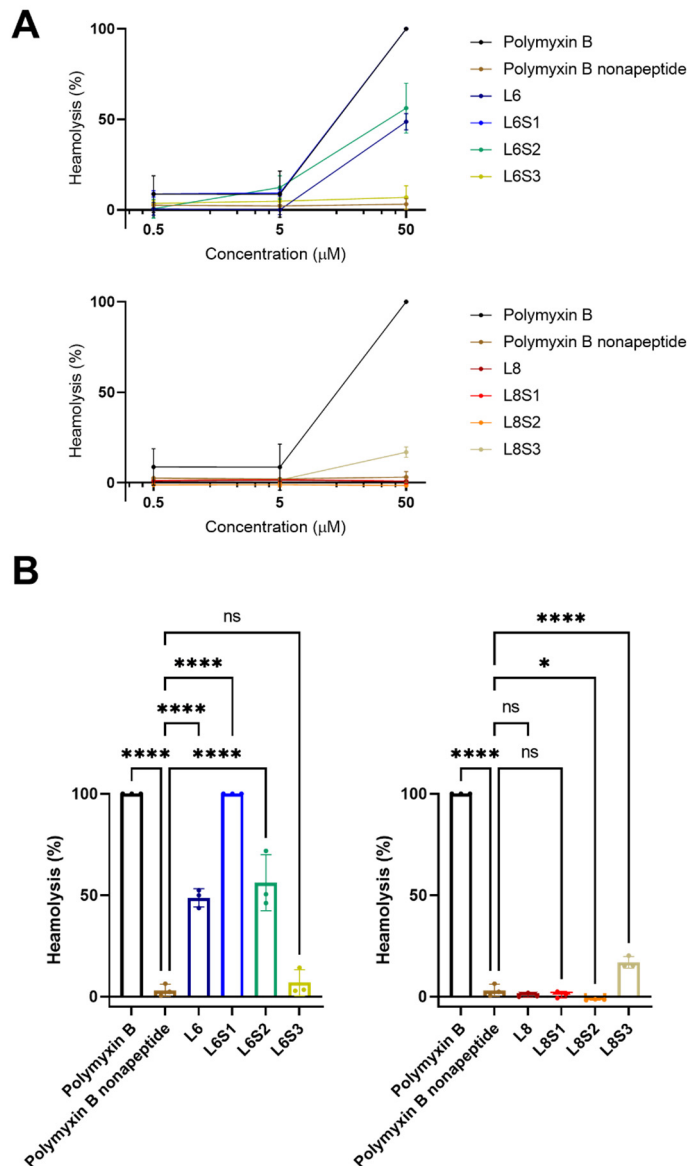 A
100
50
0
Heamolysis (%)
0.5
5
50
Concentration (μM)
Polymyxin B
Polymyxin B nonapeptide
L6
L6S1
L6S2
L6S3
100
50
0
Heamolysis (%)
0.5
5
50
Concentration (μM)
Polymyxin B
Polymyxin B nonapeptide
L8
L8S1
L8S2
L8S3
B
ns
****
****
****
****
100
50
0
Heamolysis (%)
Polymyxin B
Polymyxin B nonapeptide
L6
L6S1
L6S2
L6S3
****
*
ns
****
ns
100
50
0
Heamolysis (%)
Polymyxin B
Polymyxin B nonapeptide
L8
L8S1
L8S2
L8S3